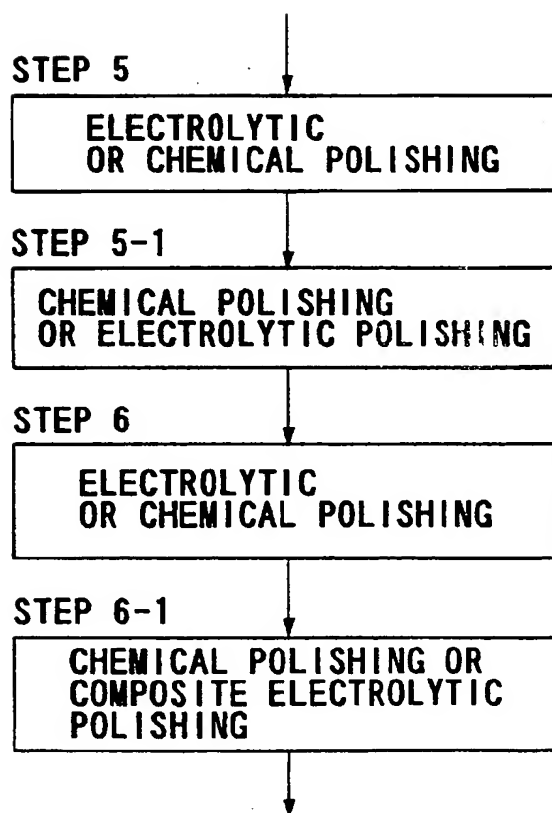 STEP 5
ELECTROLYTIC
OR CHEMICAL POLISHING
STEP 5-1
CHEMICAL POLISHING
OR ELECTROLYTIC POLISHING
STEP 6
ELECTROLYTIC
OR CHEMICAL POLISHING
STEP 6-1
CHEMICAL POLISHING OR
COMPOSITE ELECTROLYTIC
POLISHING